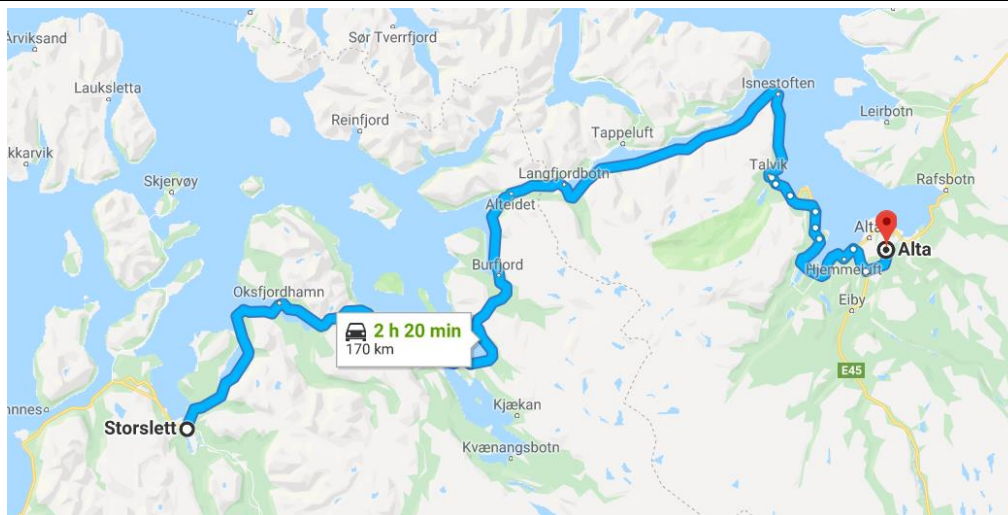 Årviksand
Sør Tverrfjord
Isnestoften
Lauksletta
Reinfjord
Tappeluft
Leirbotn
kkarvik
Skjervøy
Langfjordbotn
Talvik
Rafsbotn
Alteidet
Alta
Alta
Burfjord
Hjemmeluft
Oksfjordhamn
Eiby
2 h 20 min
170 km
E45
nnes
Kjækan
Storslett
Kvænangsbotn